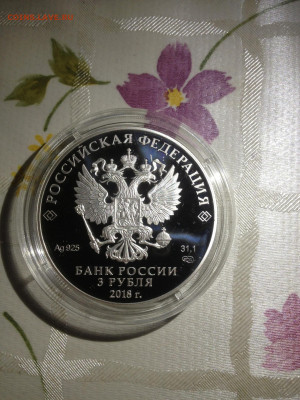 РОССИЙСКАЯ ФЕДЕРАЦИЯ
Ag 925
31,1
БАНК РОССИИ
3 РУБЛЯ
2018 г.